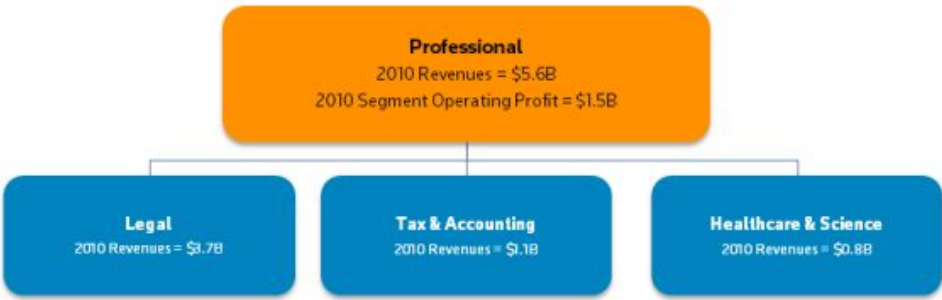 Professional
2010 Revenues = $5.6B
2010 Segment Operating Profit = $1.5B
Legal
2010 Revenues = $3.7B
Tax & Accounting
2010 Revenues = $1.1B
Healthcare & Science
2010 Revenues = $0.8B